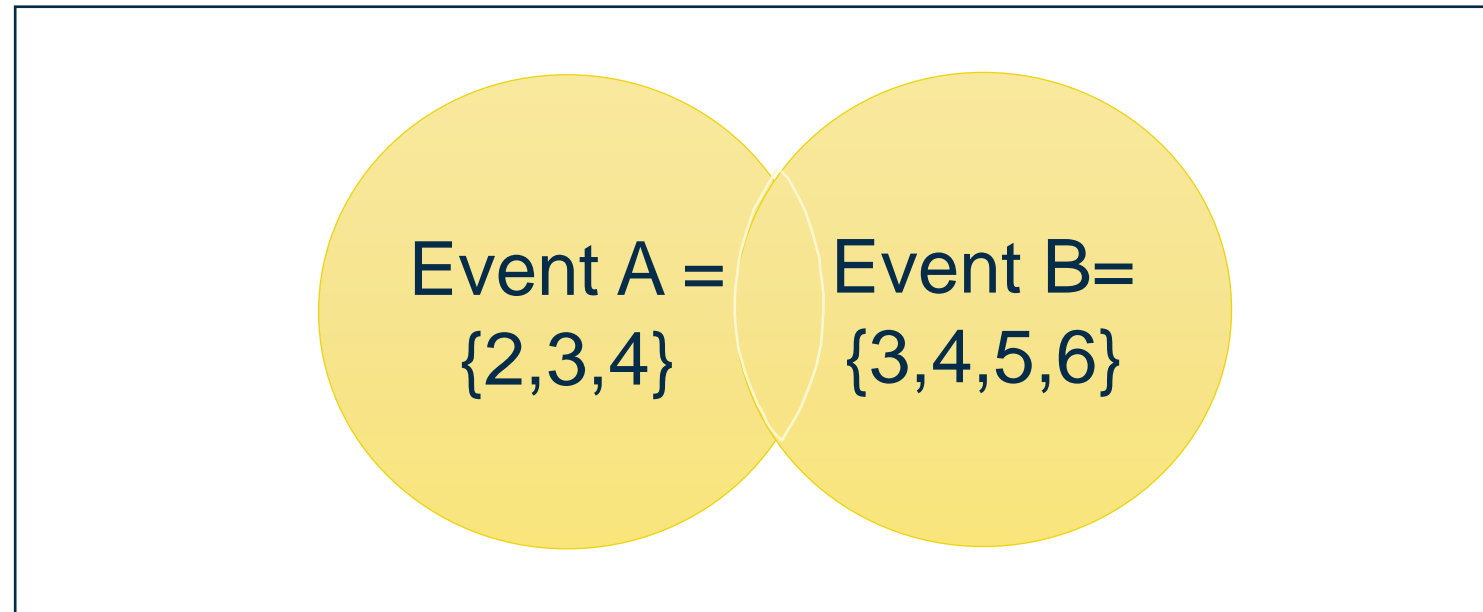 Event A =
{2,3,4}
Event B=
{3,4,5,6}